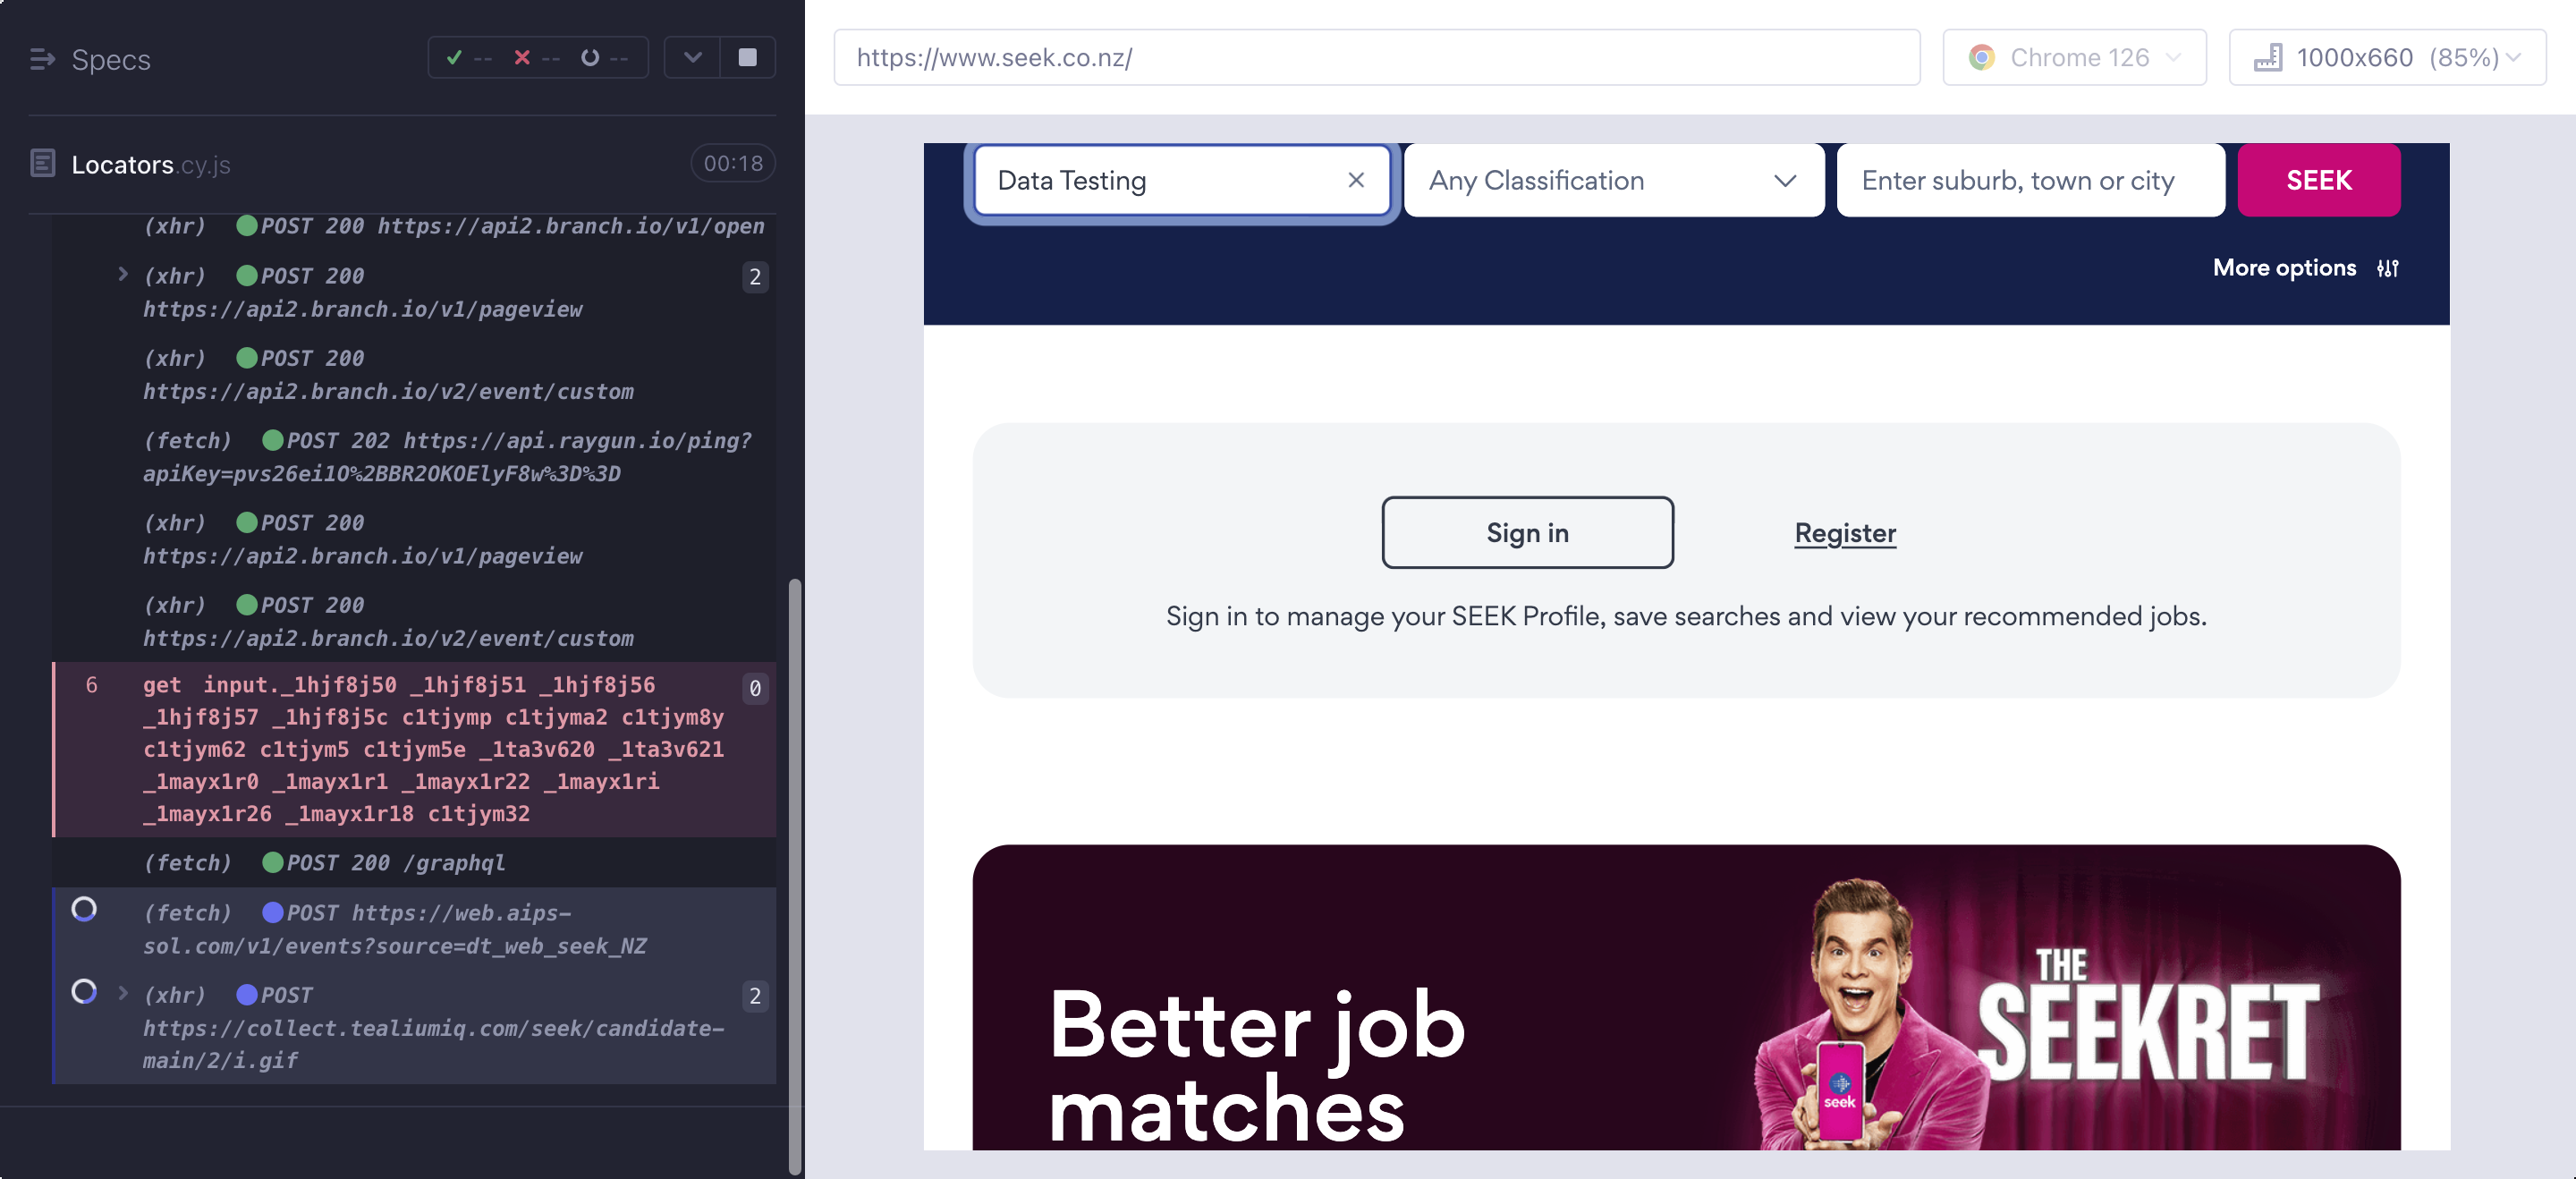 Specs
-- -- --
Locators.cy.js
00:18
(xhr) POST 200 https://api2.branch.io/v1/open
(xhr) POST 200
2
https://api2.branch.io/v1/pageview
(xhr) POST 200
https://api2.branch.io/v2/event/custom
(fetch) POST 202 https://api.raygun.io/ping?
apiKey=pvs26ei1O%2BBR2OKOElyF8w%3D%3D
(xhr) POST 200
https://api2.branch.io/v1/pageview
(xhr) POST 200
https://api2.branch.io/v2/event/custom
6 get input._1hjf8j50 _1hjf8j51 _1hjf8j56
0
_1hjf8j57 _1hjf8j5c c1tjymp c1tjyma2 c1tjym8y
c1tjym62 c1tjym5 c1tjym5e _1ta3v620 _1ta3v621
_1mayx1r0 _1mayx1r1 _1mayx1r22 _1mayx1ri
_1mayx1r26 _1mayx1r18 c1tjym32
(fetch) POST 200 /graphql
(fetch) POST https://web.aips-
sol.com/v1/events?source=dt_web_seek_NZ
(xhr) POST
2
https://collect.tealiumiq.com/seek/candidate-
main/2/i.gif
https://www.seek.co.nz/
Chrome 126
1000x660 (85%)
Data Testing
Any Classification
Enter suburb, town or city
SEEK
More options
Sign in
Register
Sign in to manage your SEEK Profile, save searches and view your recommended jobs.
Better job
matches
THE
SEEKRET
seek